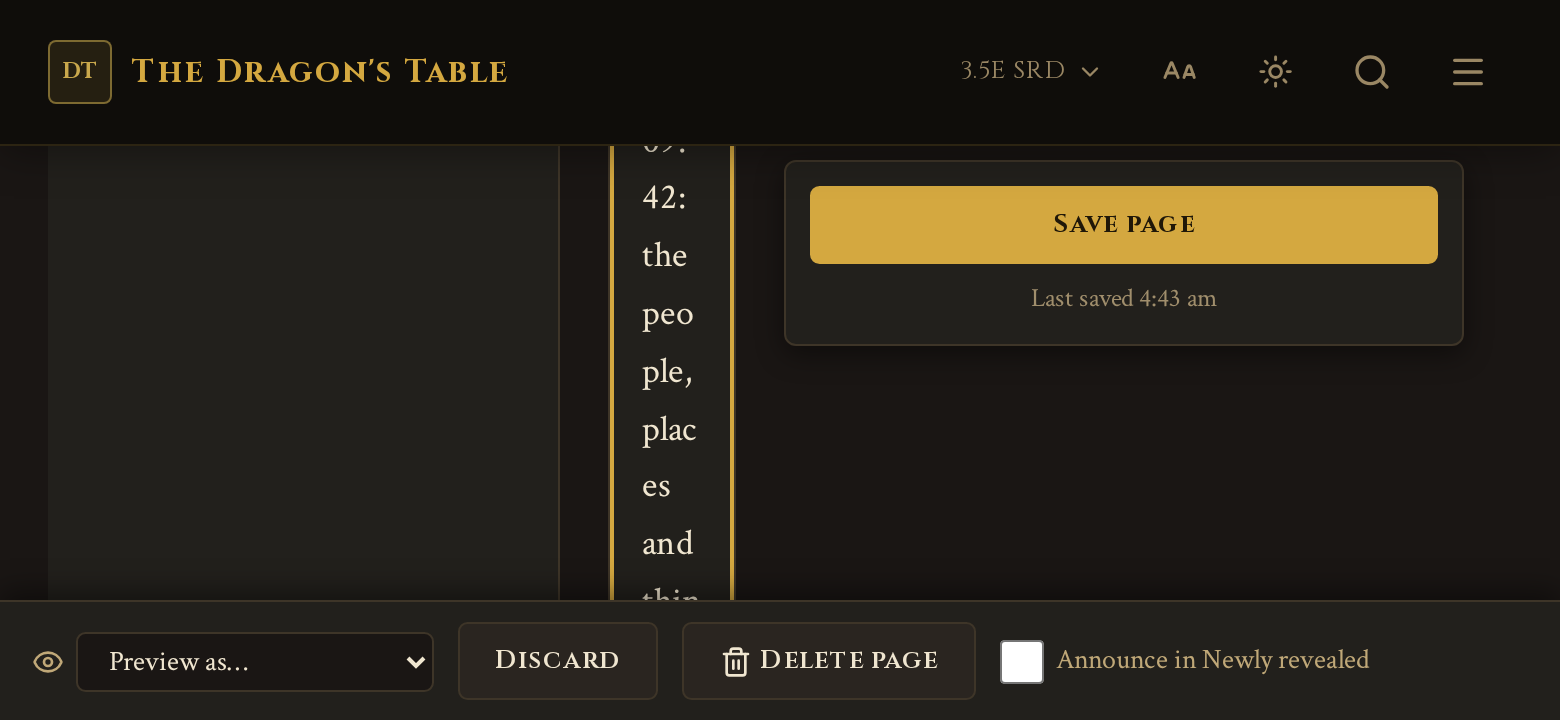 DT
The Dragon's Table
3.5E SRD
Aa
42:
the
peo
ple,
plac
es
and
Save page
Last saved 4:43 am
Preview as...
Discard
Delete page
Announce in Newly revealed